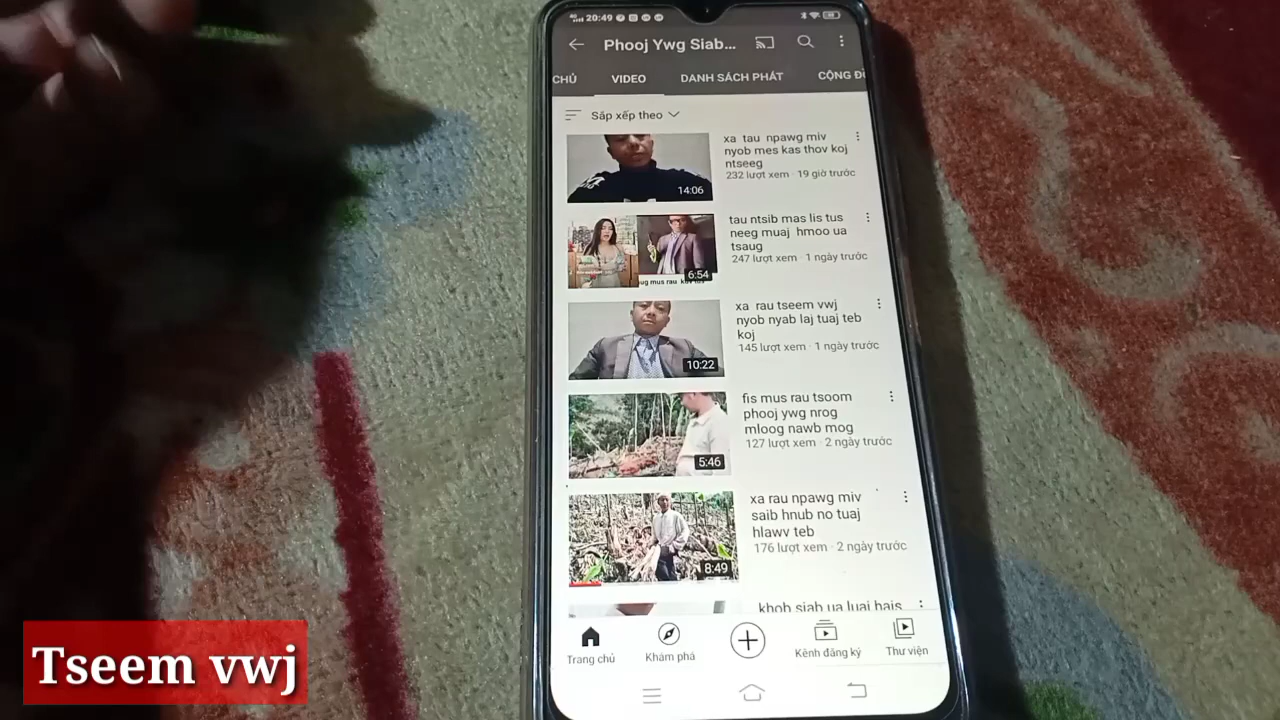 20:49
Phooj Ywg Siab...
CHỦ VIDEO DANH SÁCH PHÁT CỘNG
Sắp xếp theo
xa tau npawg miv
nyob mes kas thov koj
ntseeg
232 lượt xem · 19 giờ trước
14:06
tau ntsib mas lis tus
neeg muaj hmoo ua
tsaug
247 lượt xem · 1 ngày trước
6:54
xa rau tseem vwj
nyob nyab laj tuaj teb
koj
145 lượt xem · 1 ngày trước
10:22
fis mus rau tsoom
phooj ywg nrog
mloog nawb mog
127 lượt xem · 2 ngày trước
5:46
xa rau npawg miv
saib hnub no tuaj
hlawv teb
176 lượt xem · 2 ngày trước
8:49
khob siab ua luaj hais
Trang chủ Khám phá Kênh đăng ký Thư viện
Tseem vwj